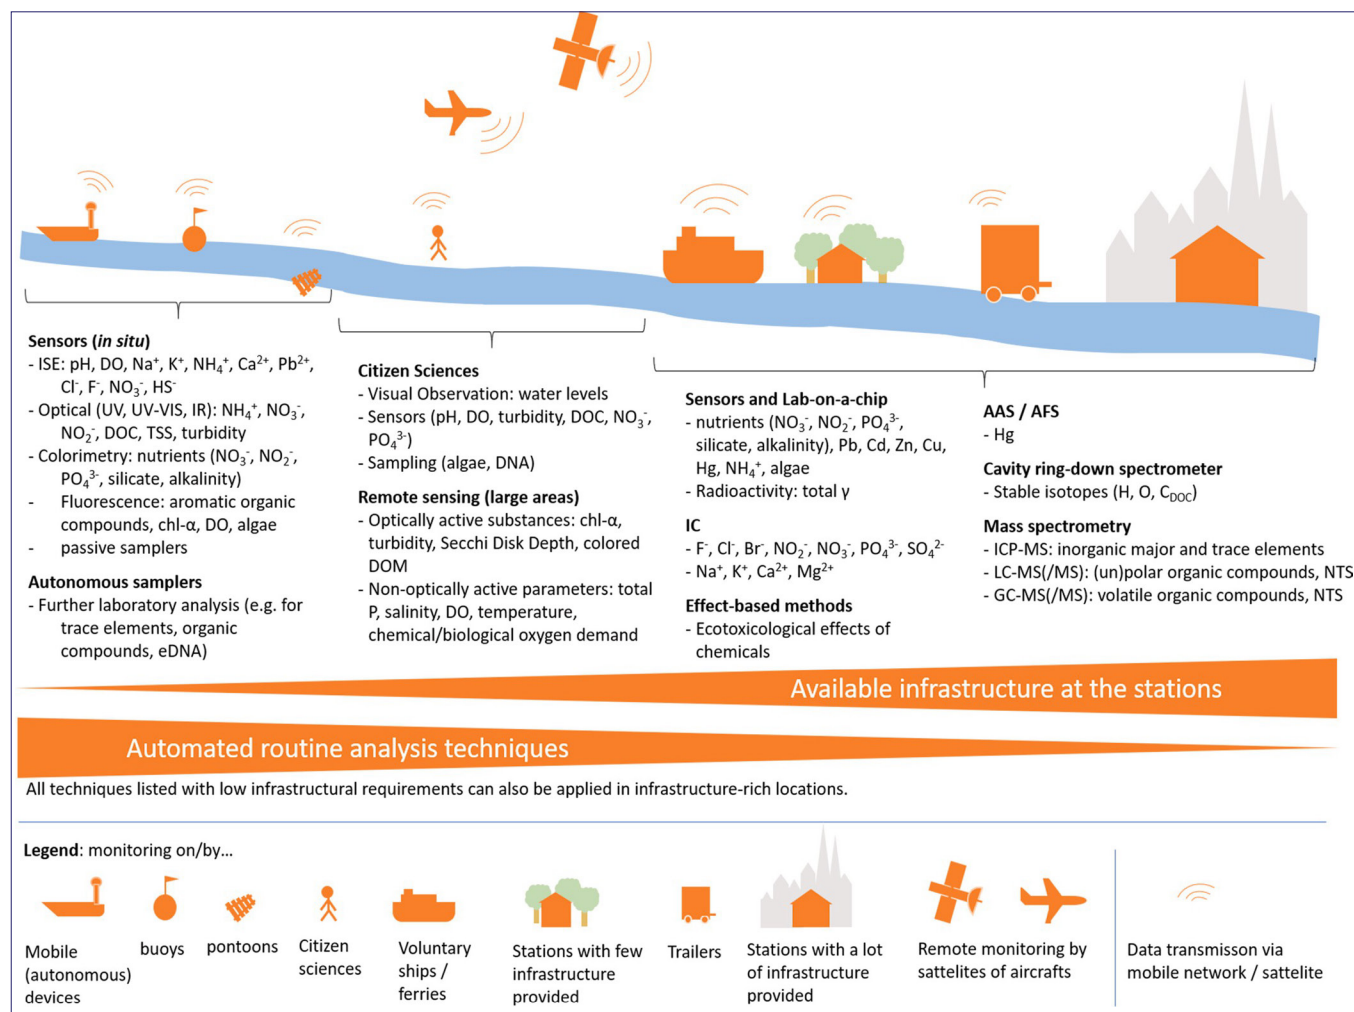 Sensors (in situ)
- ISE: pH, DO, Na⁺, K⁺, NH₄⁺, Ca²⁺, Pb²⁺,
Cl⁻, F⁻, NO₃⁻, HS⁻
- Optical (UV, UV-VIS, IR): NH₄⁺, NO₃⁻,
NO₂⁻, DOC, TSS, turbidity
- Colorimetry: nutrients (NO₃⁻, NO₂⁻,
PO₄³⁻, silicate, alkalinity)
- Fluorescence: aromatic organic
compounds, chl-α, DO, algae
- passive samplers
Autonomous samplers
- Further laboratory analysis (e.g. for
trace elements, organic
compounds, eDNA)
Citizen Sciences
- Visual Observation: water levels
- Sensors (pH, DO, turbidity, DOC, NO₃⁻,
PO₄³⁻)
- Sampling (algae, DNA)
Remote sensing (large areas)
- Optically active substances: chl-α,
turbidity, Secchi Disk Depth, colored
DOM
- Non-optically active parameters: total
P, salinity, DO, temperature,
chemical/biological oxygen demand
Sensors and Lab-on-a-chip
- nutrients (NO₃⁻, NO₂⁻, PO₄³⁻,
silicate, alkalinity), Pb, Cd, Zn, Cu,
Hg, NH₄⁺, algae
- Radioactivity: total γ
IC
- F⁻, Cl⁻, Br⁻, NO₂⁻, NO₃⁻, PO₄³⁻, SO₄²⁻
- Na⁺, K⁺, Ca²⁺, Mg²⁺
Effect-based methods
- Ecotoxicological effects of
chemicals
AAS / AFS
- Hg
Cavity ring-down spectrometer
- Stable isotopes (H, O, C_DOC)
Mass spectrometry
- ICP-MS: inorganic major and trace elements
- LC-MS(/MS): (un)polar organic compounds, NTS
- GC-MS(/MS): volatile organic compounds, NTS
Available infrastructure at the stations
Automated routine analysis techniques
All techniques listed with low infrastructural requirements can also be applied in infrastructure-rich locations.
Legend: monitoring on/by...
Mobile
(autonomous)
devices
buoys
pontoons
Citizen
sciences
Voluntary
ships /
ferries
Stations with few
infrastructure
provided
Trailers
Stations with a lot
of infrastructure
provided
Remote monitoring by
sattelites of aircrafts
Data transmisson via
mobile network / sattelite